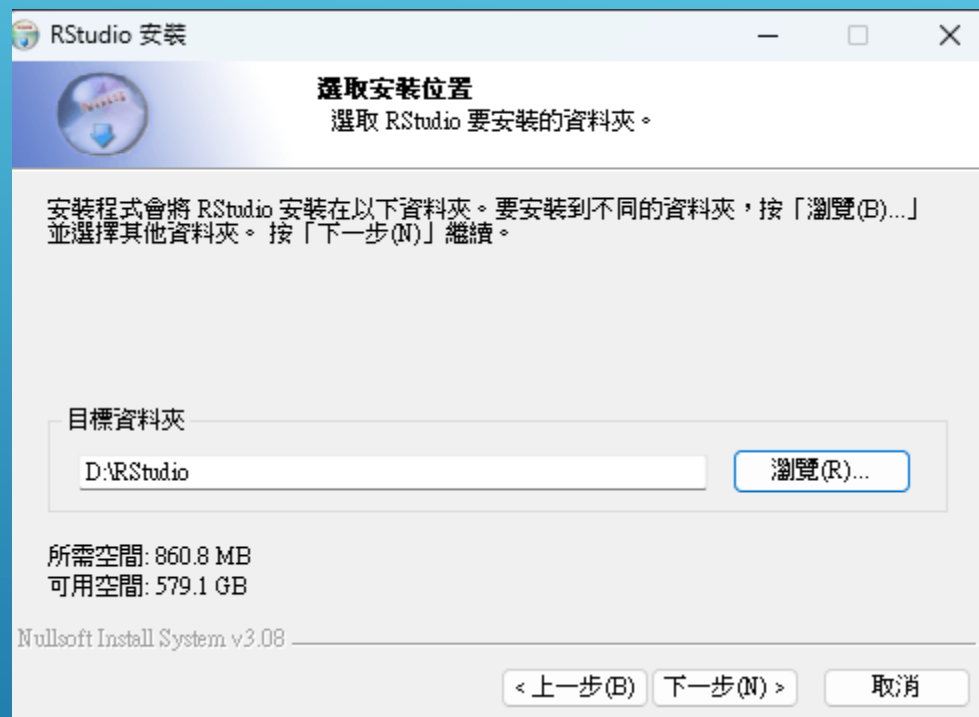 RStudio 安裝
選取安裝位置
選取 RStudio 要安裝的資料夾。
安裝程式會將 RStudio 安裝在以下資料夾。要安裝到不同的資料夾，按「瀏覽(B)...」
並選擇其他資料夾。 按「下一步(N)」繼續。
目標資料夾
D:\RStudio
瀏覽(R)...
所需空間: 860.8 MB
可用空間: 579.1 GB
Nullsoft Install System v3.08
< 上一步(B)
下一步(N) >
取消